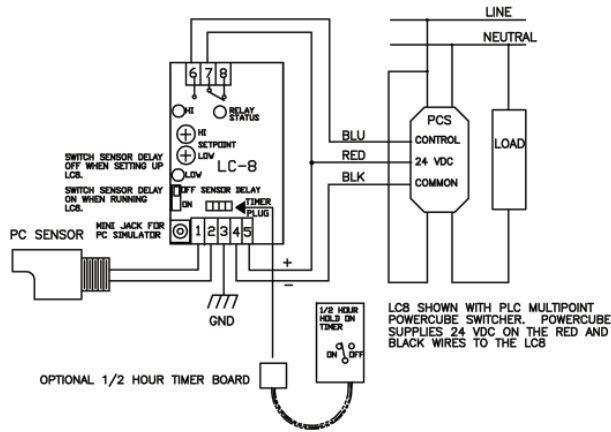 LINE
NEUTRAL
6 7 8
HI
RELAY
STATUS
HI
SETPOINT
LOW
LC-8
LOW
SWITCH SENSOR DELAY
OFF WHEN SETTING UP
LC8.
SWITCH SENSOR DELAY
ON WHEN RUNNING
LC8.
OFF SENSOR DELAY
ON
TIMER
PLUG
MINI JACK FOR
PC SIMULATOR
1 2 3 4 5
PC SENSOR
+
−
GND
BLU
RED
BLK
PCS
CONTROL
24 VDC
COMMON
LOAD
1/2 HOUR
HOLD ON
TIMER
ON OFF
LC8 SHOWN WITH PLC MULTIPOINT
POWERCUBE SWITCHER. POWERCUBE
SUPPLIES 24 VDC ON THE RED AND
BLACK WIRES TO THE LC8
OPTIONAL 1/2 HOUR TIMER BOARD